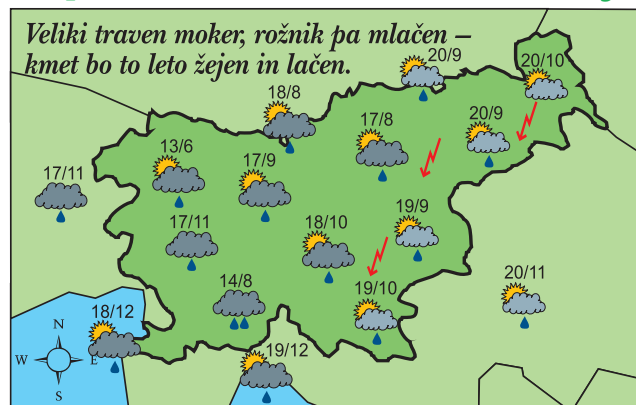 Veliki traven moker, rožnik pa mlačen –
kmet bo to leto žejen in lačen.
20/9
20/10
18/8
17/8
20/9
13/6
17/9
17/11
17/11
18/10
19/9
14/8
19/10
20/11
18/12
19/12
N
W
E
S